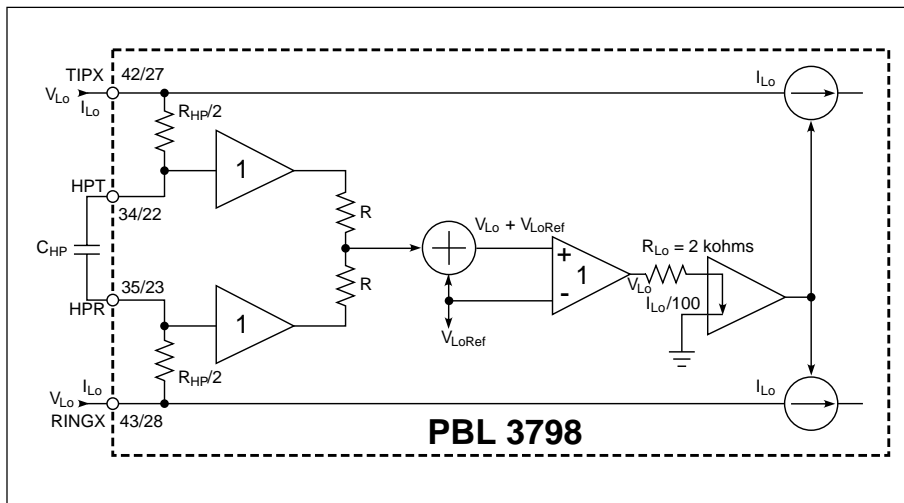 TIPX 42/27
V_Lo
I_Lo
I_Lo
R_HP/2
1
HPT
34/22
R
C_HP
V_Lo + V_LoRef
+
-
1
R_Lo = 2 kohms
V_Lo
I_Lo/100
R
35/23
HPR
1
V_LoRef
R_HP/2
V_Lo
I_Lo
I_Lo
RINGX 43/28
PBL 3798